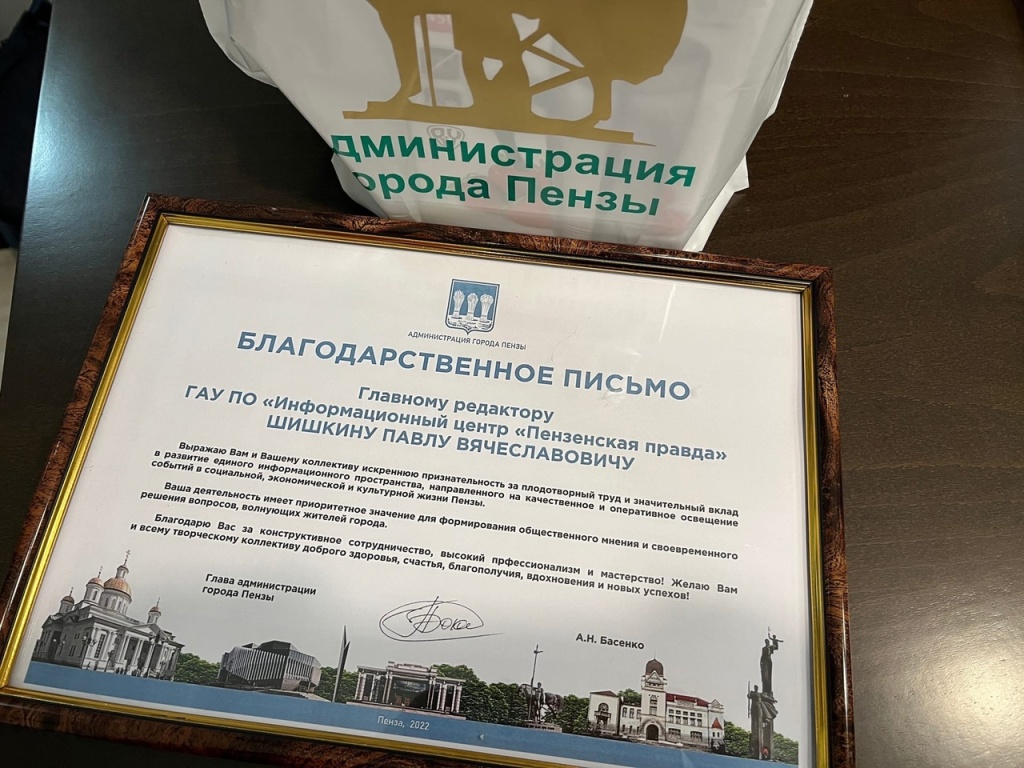 дминистрация
орода Пензы
АДМИНИСТРАЦИЯ ГОРОДА ПЕНЗЫ
БЛАГОДАРСТВЕННОЕ ПИСЬМО
Главному редактору
ГАУ ПО «Информационный центр «Пензенская правда»
ШИШКИНУ ПАВЛУ ВЯЧЕСЛАВОВИЧУ
Выражаю Вам и Вашему коллективу искреннюю признательность за плодотворный труд и значительный вклад
в развитие единого информационного пространства, направленного на качественное и оперативное освещение
событий в социальной, экономической и культурной жизни Пензы.
Ваша деятельность имеет приоритетное значение для формирования общественного мнения и своевременного
решения вопросов, волнующих жителей города.
Благодарю Вас за конструктивное сотрудничество, высокий прфессионализм и мастерство! Желаю Вам
и всему творческому коллективу доброго здоровья, счастья, благополучия, вдохновения и новых успехов!
Глава администрации
города Пензы
А.Н. Басенко
Пенза, 2022